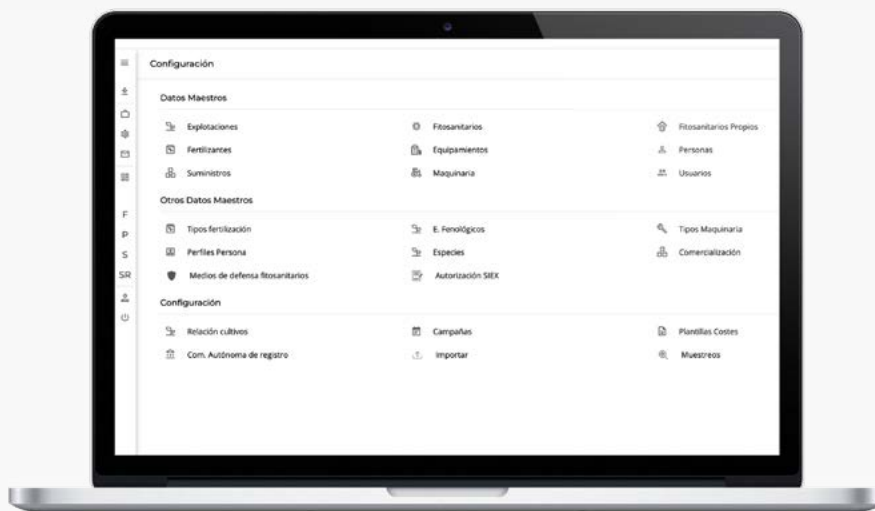 Configuración
Datos Maestros
Explotaciones
Fitosanitarios
Fitosanitarios Propios
Fertilizantes
Equipamientos
Personas
Suministros
Maquinaria
Usuarios
Otros Datos Maestros
Tipos fertilización
E. Fenológicos
Tipos Maquinaria
Perfiles Persona
Especies
Comercialización
Medios de defensa fitosanitarios
Autorización SIEX
Configuración
Relación cultivos
Campañas
Plantillas Costes
Com. Autónoma de registro
Importar
Muestreos
F
P
S
SR